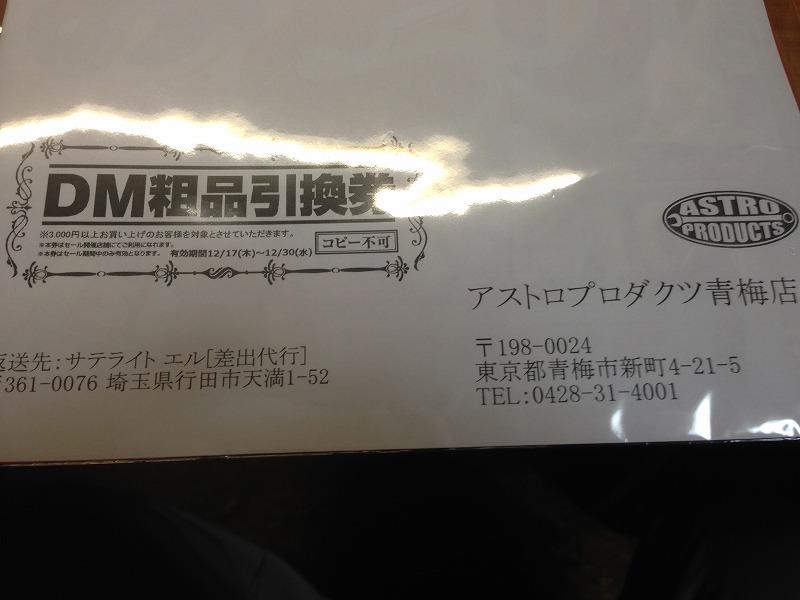 DM粗品引換券
※3,000円以上お買い上げのお客様を対象とさせていただきます。
※本券はセール開催店舗にてご利用になれます。
※本券はセール期間中のみ有効となります。 有効期間12/17(木)～12/30(水)
コピー不可
ASTRO
PRODUCTS
アストロプロダクツ青梅店
〒198-0024
東京都青梅市新町4-21-5
TEL:0428-31-4001
返送先:サテライト エル[差出代行]
〒361-0076 埼玉県行田市天満1-52